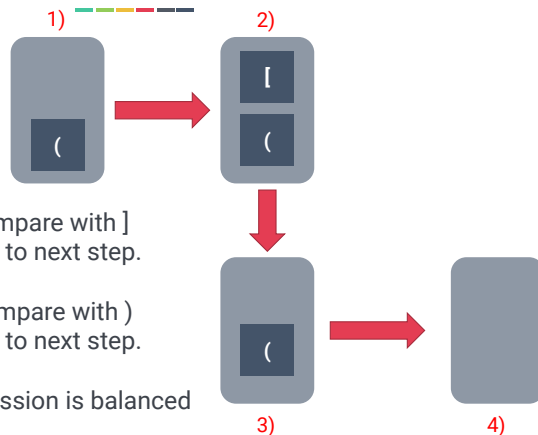 1)
2)
[
(
(
mpare with ]
to next step.
mpare with )
to next step.
(
ssion is balanced
3)
4)